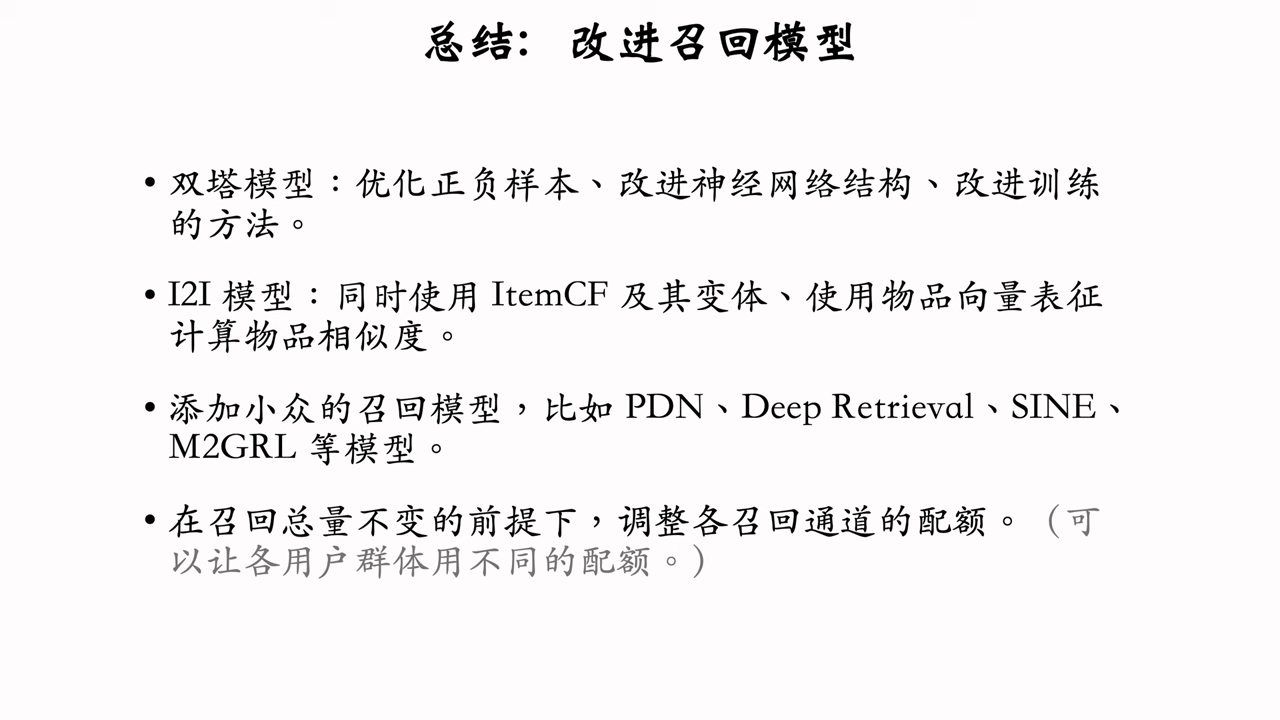 总结：改进召回模型
• 双塔模型：优化正负样本、改进神经网络结构、改进训练
的方法。
• I2I 模型：同时使用 ItemCF 及其变体、使用物品向量表征
计算物品相似度。
• 添加小众的召回模型，比如 PDN、Deep Retrieval、SINE、
M2GRL 等模型。
• 在召回总量不变的前提下，调整各召回通道的配额。（可
以让各用户群体用不同的配额。）